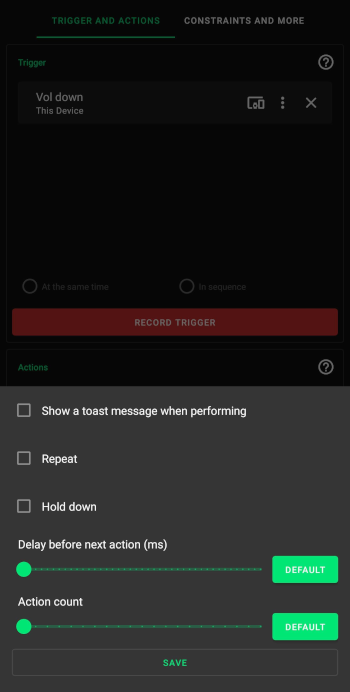 TRIGGER AND ACTIONS CONSTRAINTS AND MORE
Trigger
Vol down
This Device
At the same time In sequence
RECORD TRIGGER
Actions
Show a toast message when performing
Repeat
Hold down
Delay before next action (ms)
DEFAULT
Action count
DEFAULT
SAVE